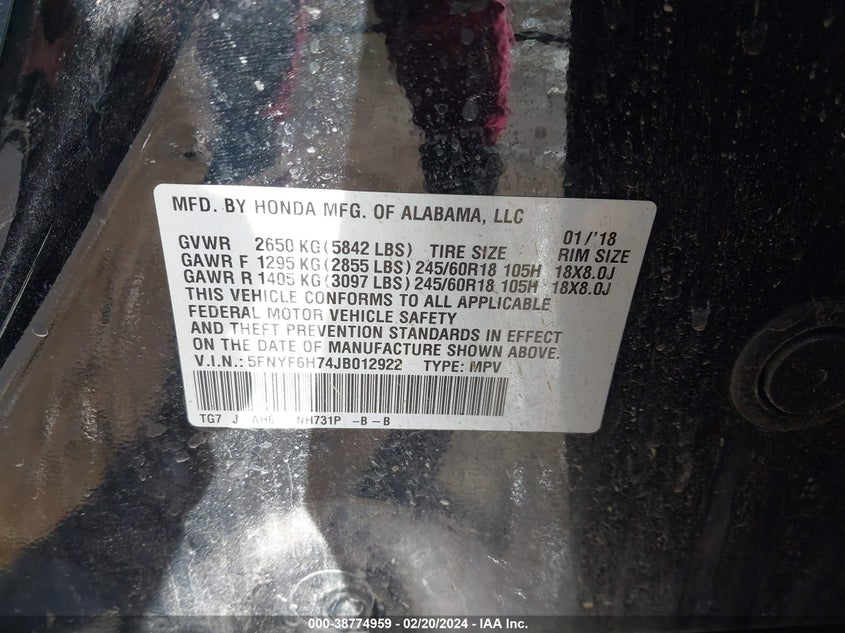 MFD. BY HONDA MFG. OF ALABAMA, LLC
01/'18
GVWR 2650 KG(5842 LBS) TIRE SIZE RIM SIZE
GAWR F 1295 KG(2855 LBS)245/60R18 105H 18X8.0J
GAWR R 1405 KG(3097 LBS)245/60R18 105H 18X8.0J
THIS VEHICLE CONFORMS TO ALL APPLICABLE
FEDERAL MOTOR VEHICLE SAFETY
AND THEFT PREVENTION STANDARDS IN EFFECT
ON THE DATE OF MANUFACTURE SHOWN ABOVE.
V.I.N.: 5FNYF6H74JB012922 TYPE: MPV
TG7 J AH6 NH731P -B-B
000-38774959 - 02/20/2024 - IAA Inc.